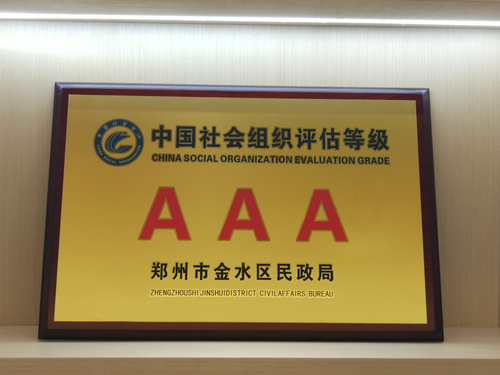 中国社会组织评估等级
CHINA SOCIAL ORGANIZATION EVALUATION GRADE
AAA
郑州市金水区民政局
ZHENGZHOUSHIJINSHUIDISTRICT CIVILAFFAIRS BUREAU